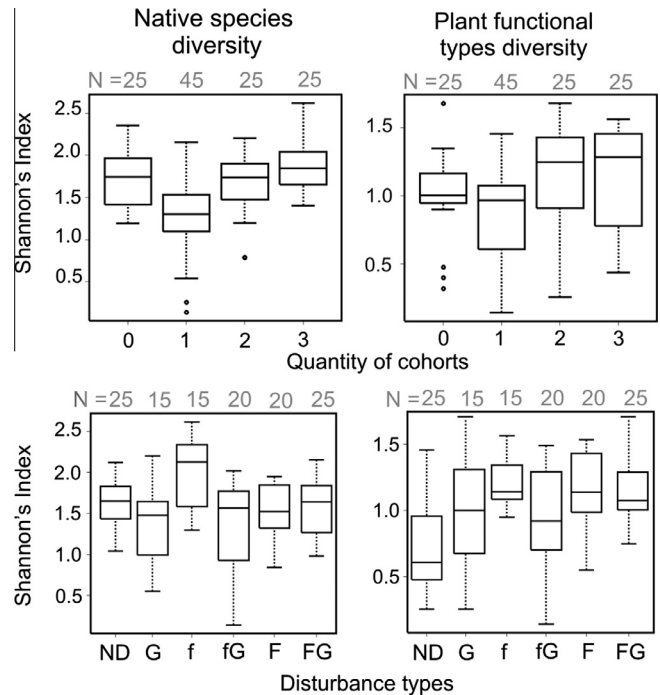 Native species
diversity
Plant functional
types diversity
N =25 45 25 25
N =25 45 25 25
Shannon's Index
2.5
2.0
1.5
1.0
0.5
1.5
1.0
0.5
0 1 2 3
0 1 2 3
Quantity of cohorts
N =25 15 15 20 20 25
N =25 15 15 20 20 25
Shannon's Index
2.5
2.0
1.5
1.0
0.5
1.5
1.0
0.5
ND G f fG F FG
ND G f fG F FG
Disturbance types